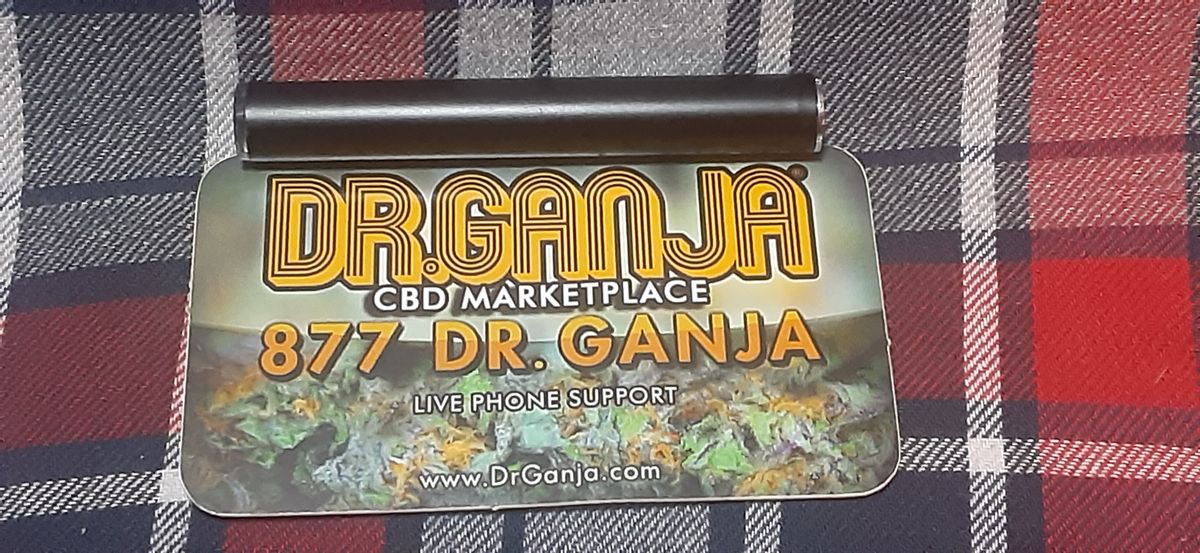 DR.GANJA®
CBD MARKETPLACE
877 DR. GANJA
LIVE PHONE SUPPORT
www.DrGanja.com